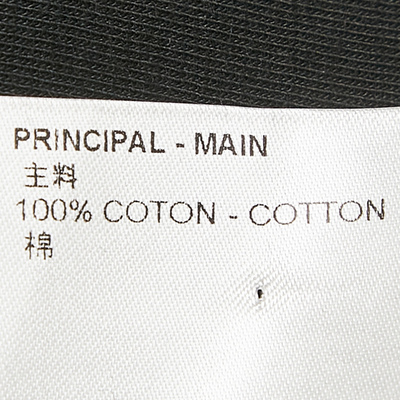 PRINCIPAL - MAIN
主料
100% COTON - COTTON
棉